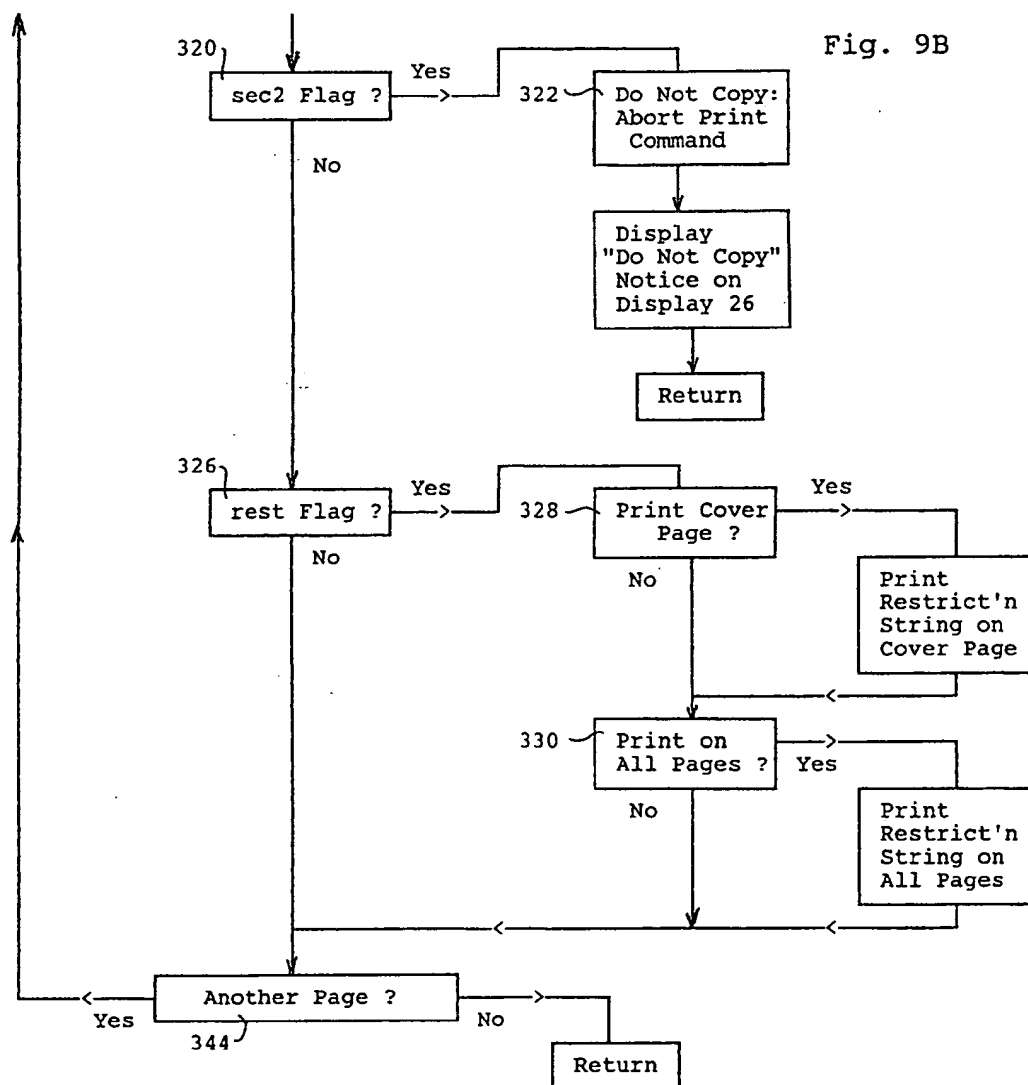 Fig. 9B
320
sec2 Flag ?
Yes
No
322
Do Not Copy:
Abort Print
Command
Display
"Do Not Copy"
Notice on
Display 26
Return
326
rest Flag ?
Yes
No
328
Print Cover
Page ?
Yes
No
Print
Restrict'n
String on
Cover Page
330
Print on
All Pages ?
Yes
No
Print
Restrict'n
String on
All Pages
Another Page ?
Yes
No
344
Return